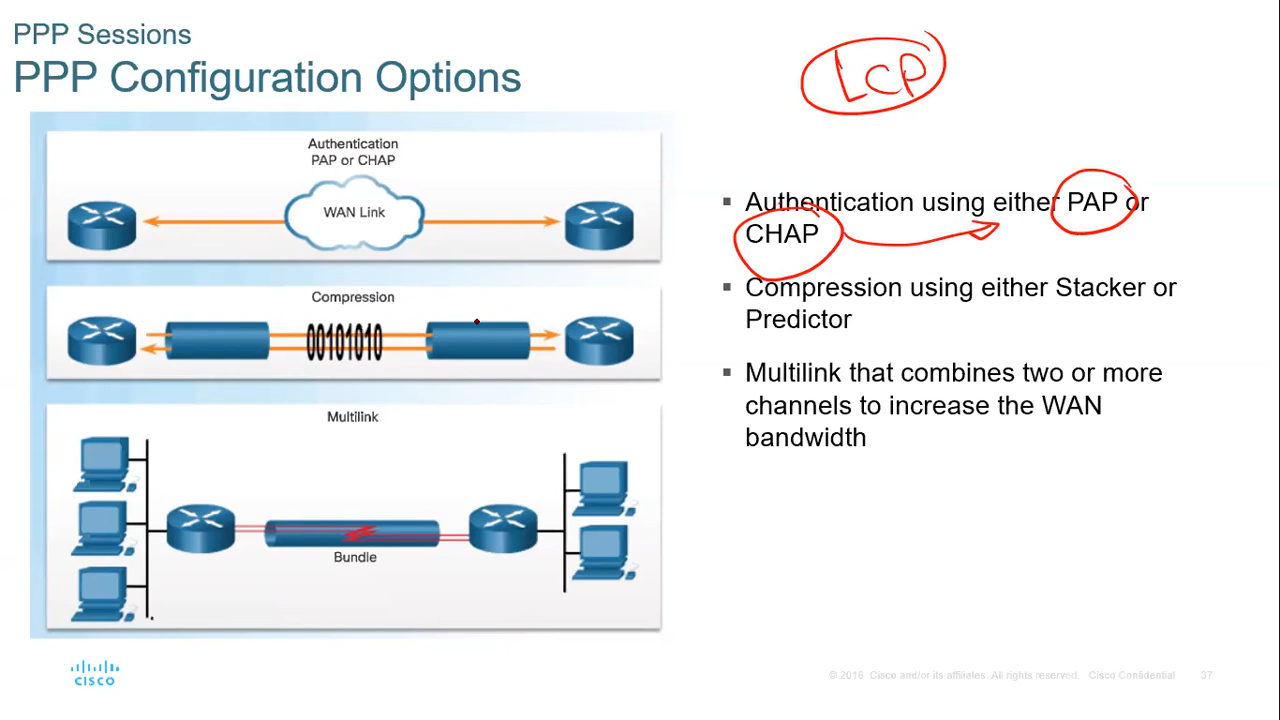 PPP Sessions
PPP Configuration Options
LCP
Authentication
PAP or CHAP
WAN Link
Compression
00101010
Multilink
Bundle
▪ Authentication using either PAP or
CHAP
▪ Compression using either Stacker or
Predictor
▪ Multilink that combines two or more
channels to increase the WAN
bandwidth
CISCO
© 2016 Cisco and/or its affiliates. All rights reserved. Cisco Confidential 37